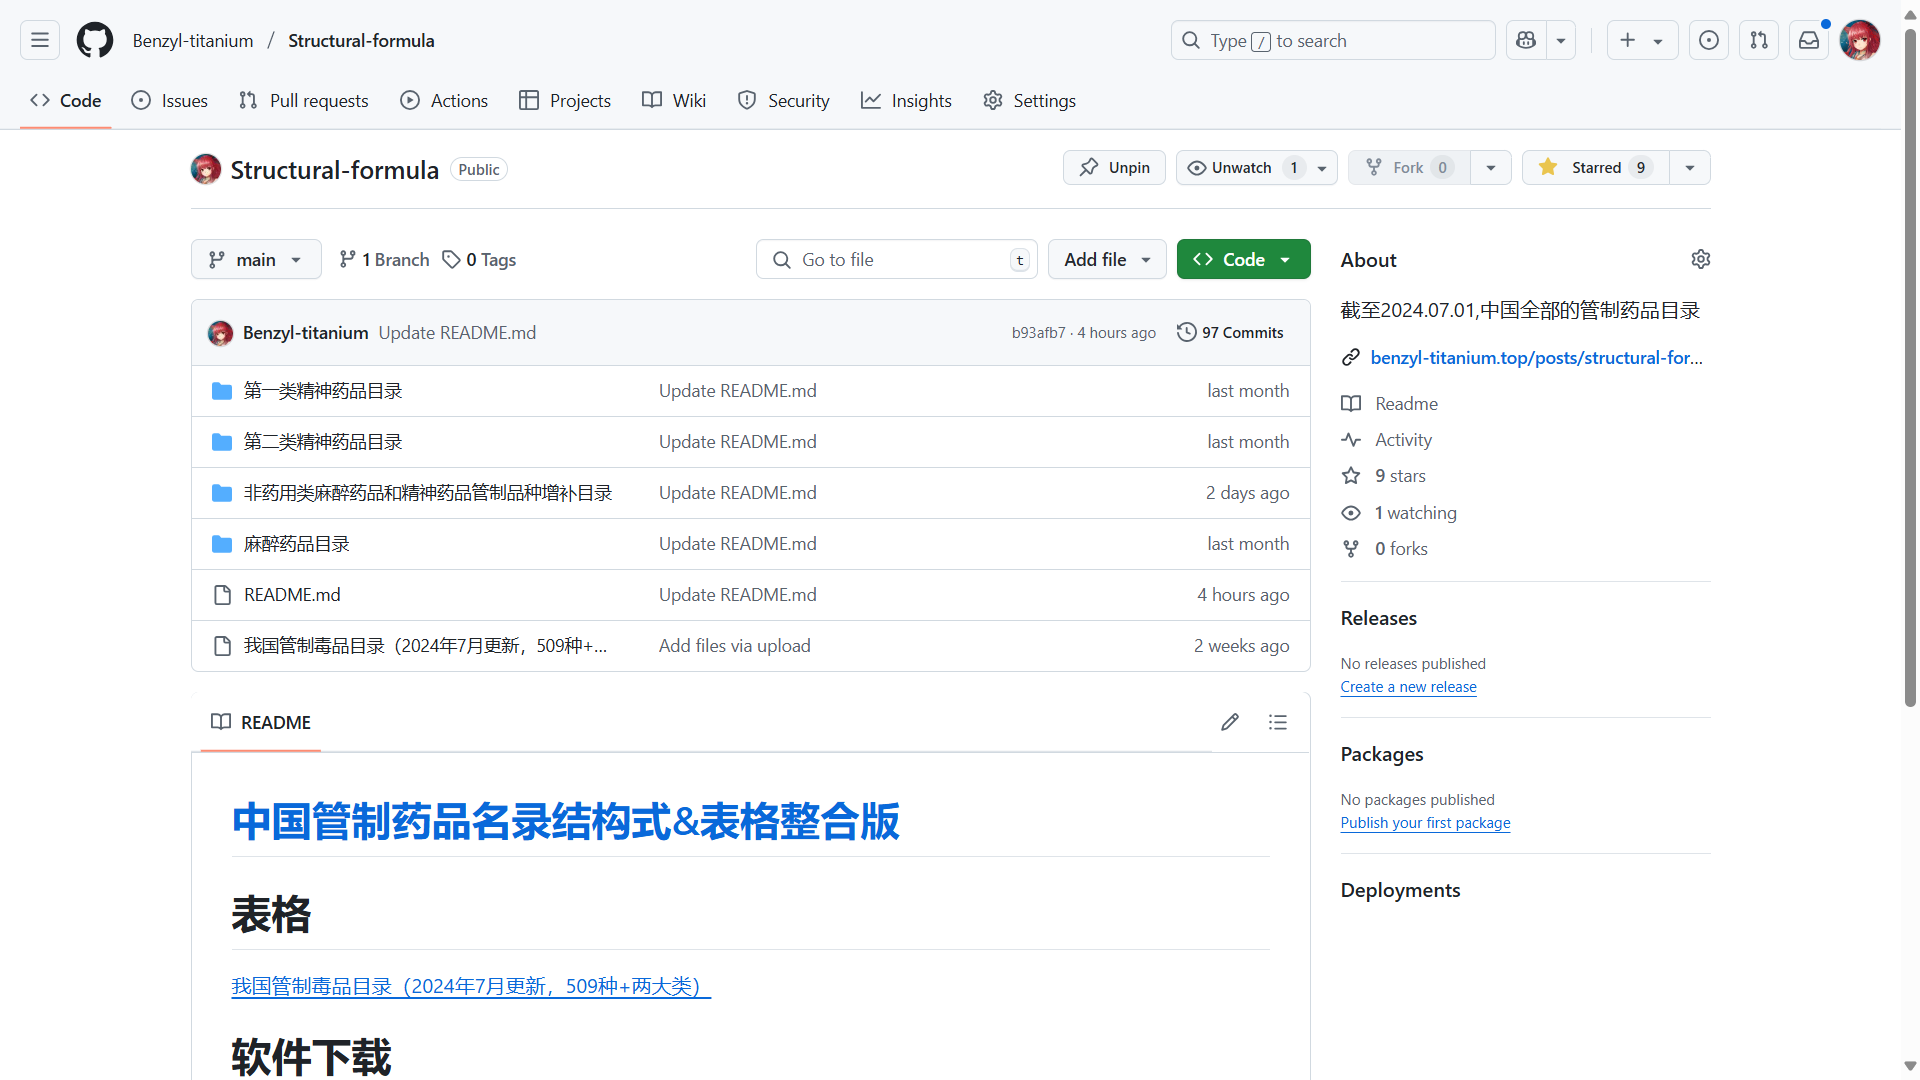 Benzyl-titanium / Structural-formula
Type / to search
Code
Issues
Pull requests
Actions
Projects
Wiki
Security
Insights
Settings
Structural-formula Public
Unpin
Unwatch 1
Fork 0
Starred 9
main
1 Branch
0 Tags
Go to file t
Add file
Code
Benzyl-titanium Update README.md
b93afb7 · 4 hours ago
97 Commits
第一类精神药品目录 Update README.md last month
第二类精神药品目录 Update README.md last month
非药用类麻醉药品和精神药品管制品种增补目录 Update README.md 2 days ago
麻醉药品目录 Update README.md last month
README.md Update README.md 4 hours ago
我国管制毒品目录（2024年7月更新，509种+... Add files via upload 2 weeks ago
README
中国管制药品名录结构式&表格整合版
表格
我国管制毒品目录（2024年7月更新，509种+两大类）
软件下载
About
截至2024.07.01,中国全部的管制药品目录
benzyl-titanium.top/posts/structural-for...
Readme
Activity
9 stars
1 watching
0 forks
Releases
No releases published
Create a new release
Packages
No packages published
Publish your first package
Deployments